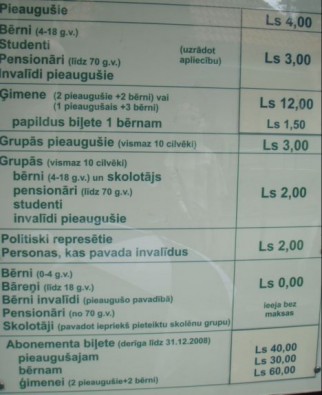 Pieaugušie Ls 4,00
Bērni (4-18 g.v.)
Studenti (uzrādot
Pensionāri (līdz 70 g.v.) apliecību) Ls 3,00
Invalīdi pieaugušie
Ģimene (2 pieaugušie +2 bērni) vai Ls 12,00
(1 pieaugušais +3 bērni)
papildus biļete 1 bērnam Ls 1,50
Grupās pieaugušie (vismaz 10 cilvēki) Ls 3,00
Grupās (vismaz 10 cilvēki)
bērni (4-18 g.v.) un skolotājs
pensionāri (līdz 70 g.v.) Ls 2,00
studenti
invalīdi pieaugušie
Politiski represētie Ls 2,00
Personas, kas pavada invalīdus
Bērni (0-4 g.v.)
Bāreņi (līdz 18 g.v.) Ls 0,00
Bērni invalīdi (pieaugušo pavadībā)
Pensionāri (no 70 g.v.) ieeja bez
Skolotāji (pavadot iepriekš pieteiktu skolēnu grupu) maksas
Abonementa biļete (derīga līdz 31.12.2008)
pieaugušajam Ls 40,00
bērnam Ls 30,00
ģimenei (2 pieaugušie+2 bērni) Ls 60,00